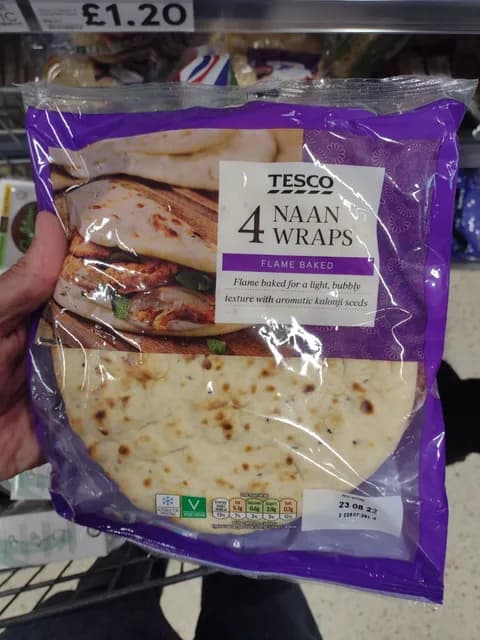 £1.20
TESCO
4 NAAN
WRAPS
FLAME BAKED
Flame baked for a light, bubbly
texture with aromatic kalonji seeds
V
23 08 22